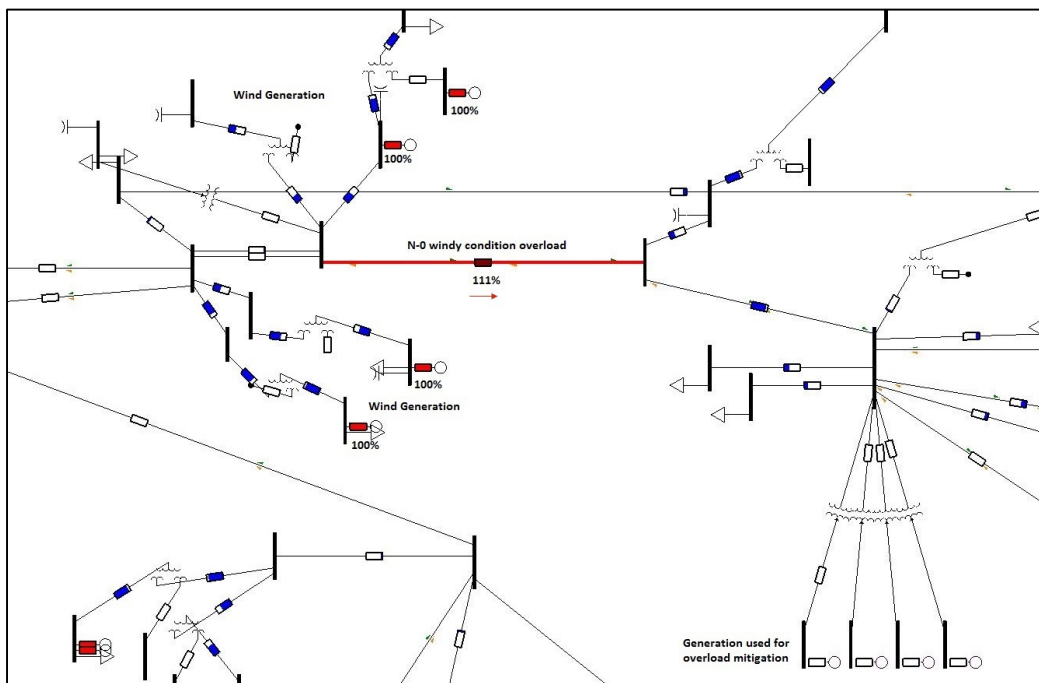 Wind Generation
100%
100%
N-0 windy condition overload
111%
100%
Wind Generation
100%
Generation used for
overload mitigation